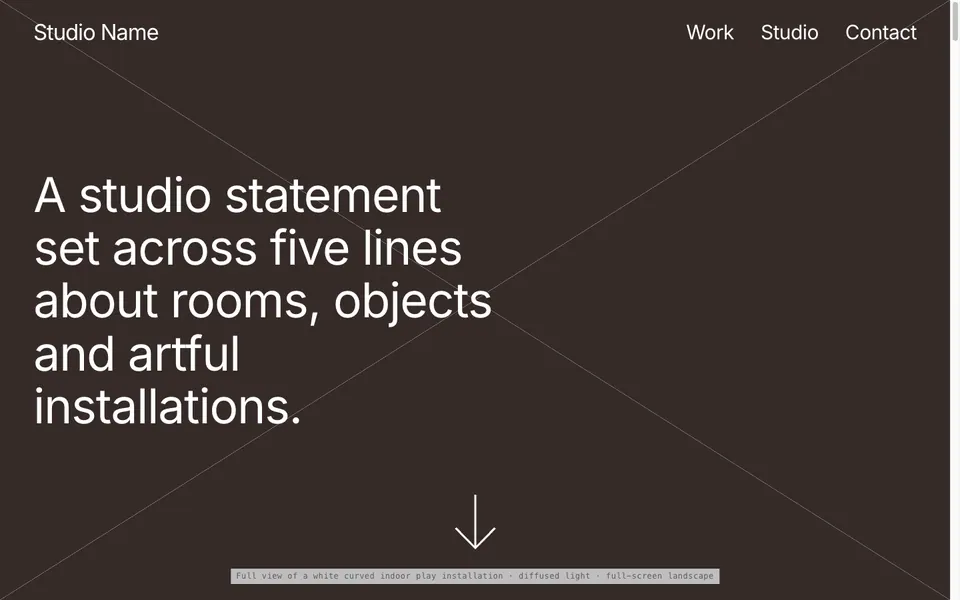 Studio Name
Work Studio Contact
A studio statement
set across five lines
about rooms, objects
and artful
installations.
Full view of a white curved indoor play installation · diffused light · full-screen landscape